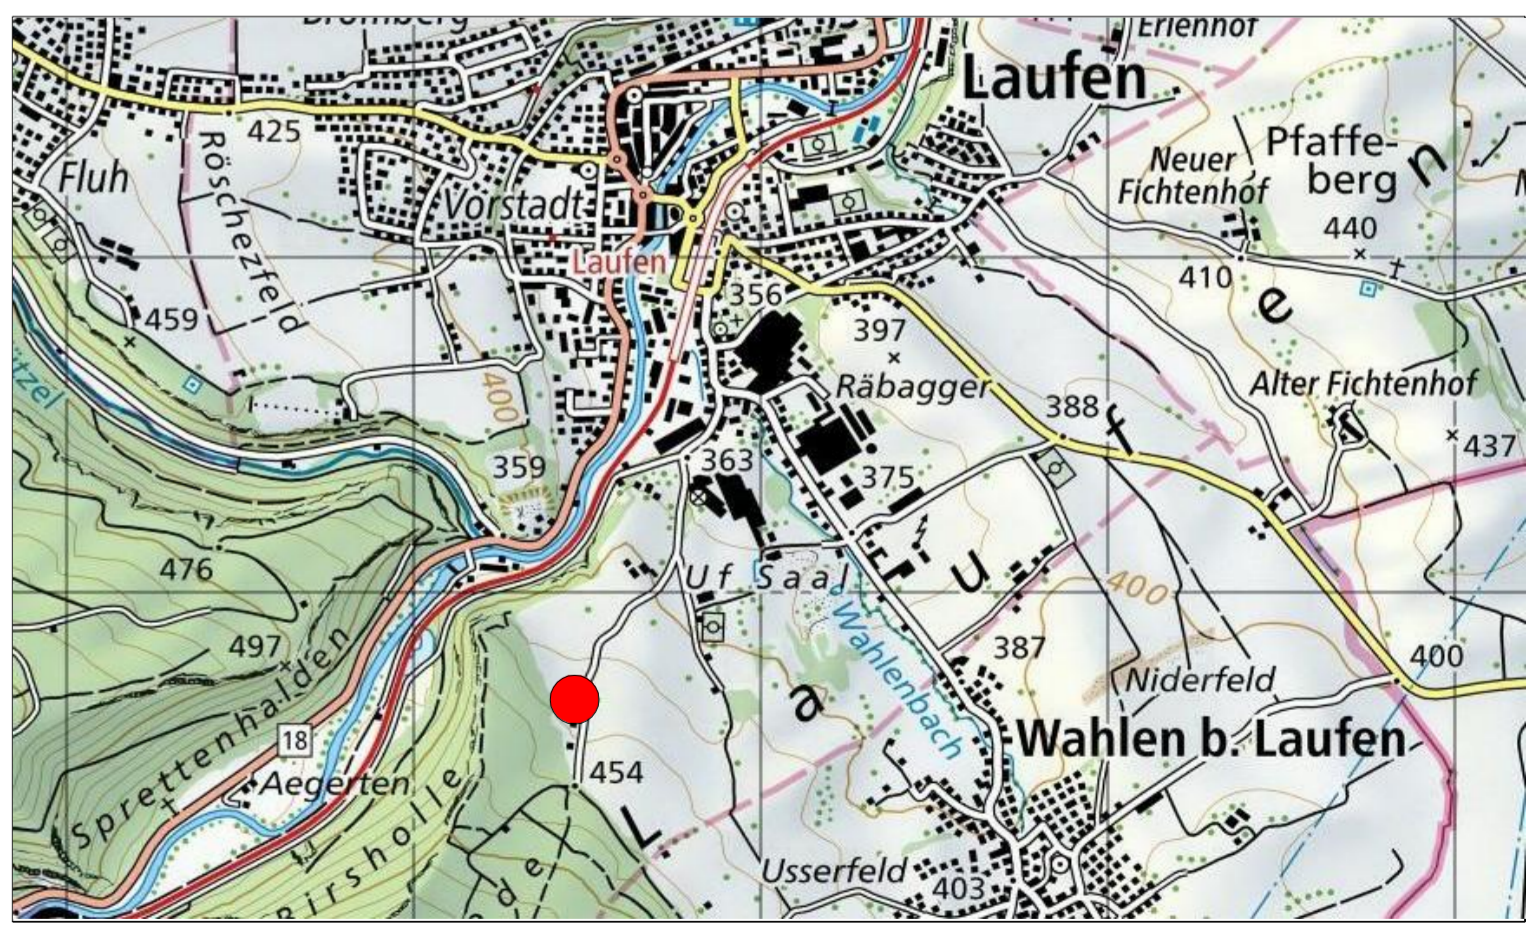 Bromberg
Erlenhof
Laufen
425
Röschezfeld
Fluh
Vorstadt
Neuer
Fichtenhof
Pfaffe-
berg
n
440
410
e
Laufen
356
459
397
Räbagger
Alter Fichtenhof
400
388
f
437
359
363
375
476
Uf Saal
u
400
Wahlenbach
497
387
400
Niderfeld
a
Sprettenhalden
18
Wahlen b. Laufen
454
Aegerten
L
Birsholle
Usserfeld
403